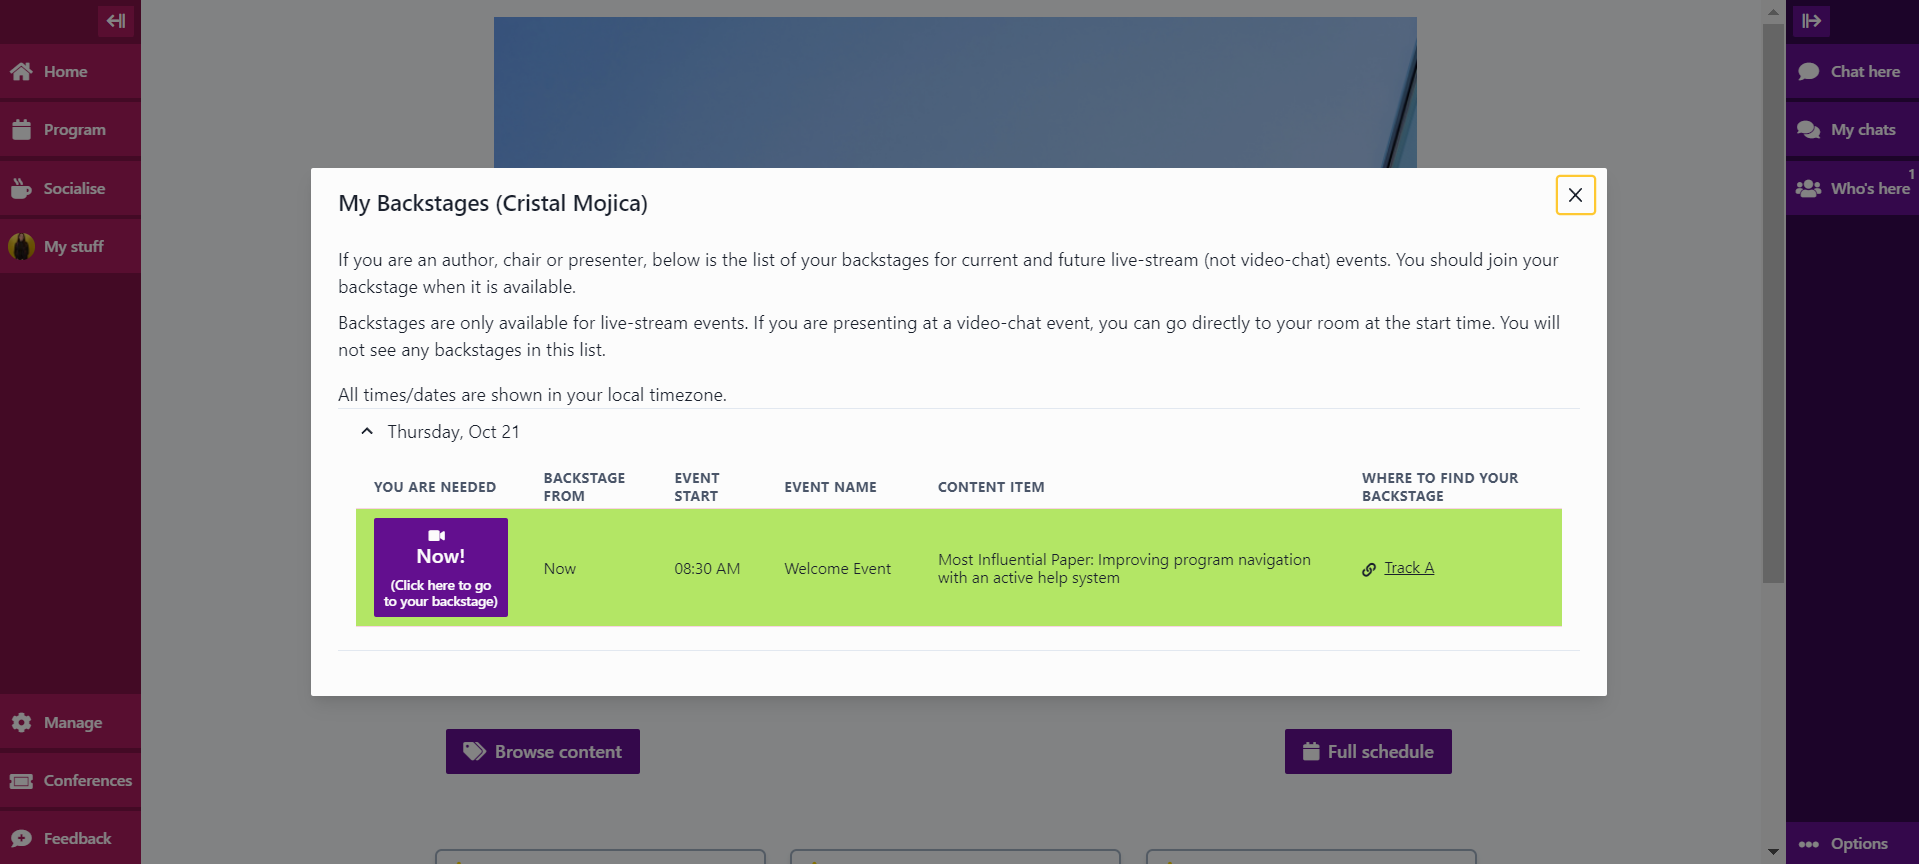 Home
Program
Socialise
My stuff
Manage
Conferences
Feedback
My Backstages (Cristal Mojica)
If you are an author, chair or presenter, below is the list of your backstages for current and future live-stream (not video-chat) events. You should join your
backstage when it is available.
Backstages are only available for live-stream events. If you are presenting at a video-chat event, you can go directly to your room at the start time. You will
not see any backstages in this list.
All times/dates are shown in your local timezone.
Thursday, Oct 21
YOU ARE NEEDED
BACKSTAGE
FROM
EVENT
START
EVENT NAME
CONTENT ITEM
WHERE TO FIND YOUR
BACKSTAGE
Now!
(Click here to go
to your backstage)
Now
08:30 AM
Welcome Event
Most Influential Paper: Improving program navigation
with an active help system
Track A
Browse content
Full schedule
Chat here
My chats
1
Who's here
Options